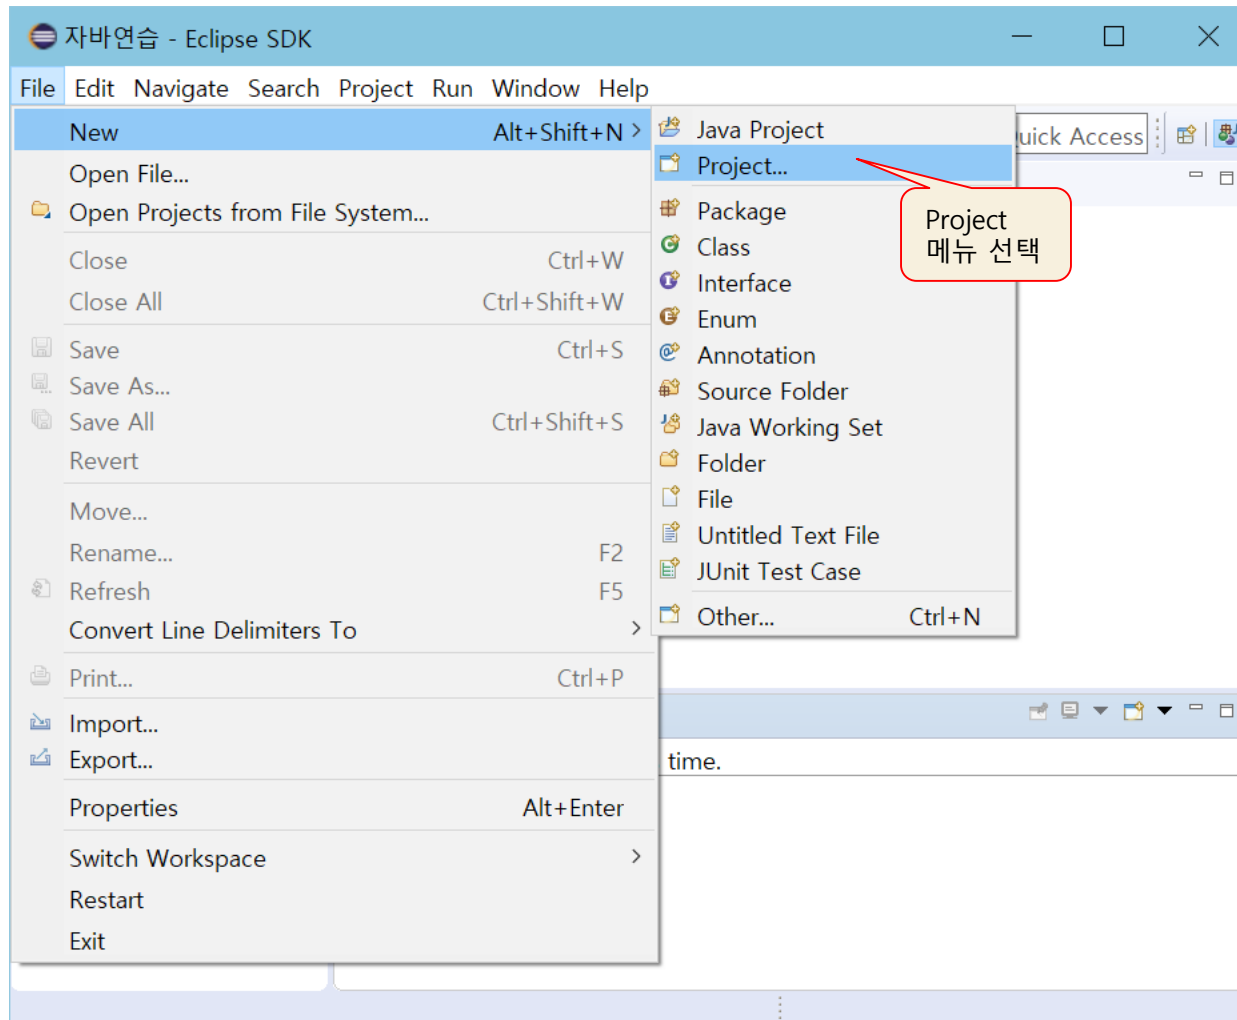 자바연습 - Eclipse SDK
File Edit Navigate Search Project Run Window Help
New Alt+Shift+N
Open File...
Open Projects from File System...
Close Ctrl+W
Close All Ctrl+Shift+W
Save Ctrl+S
Save As...
Save All Ctrl+Shift+S
Revert
Move...
Rename... F2
Refresh F5
Convert Line Delimiters To
Print... Ctrl+P
Import...
Export...
Properties Alt+Enter
Switch Workspace
Restart
Exit
Java Project
Project...
Package
Class
Interface
Enum
Annotation
Source Folder
Java Working Set
Folder
File
Untitled Text File
JUnit Test Case
Other... Ctrl+N
Project
메뉴 선택
uick Access
time.